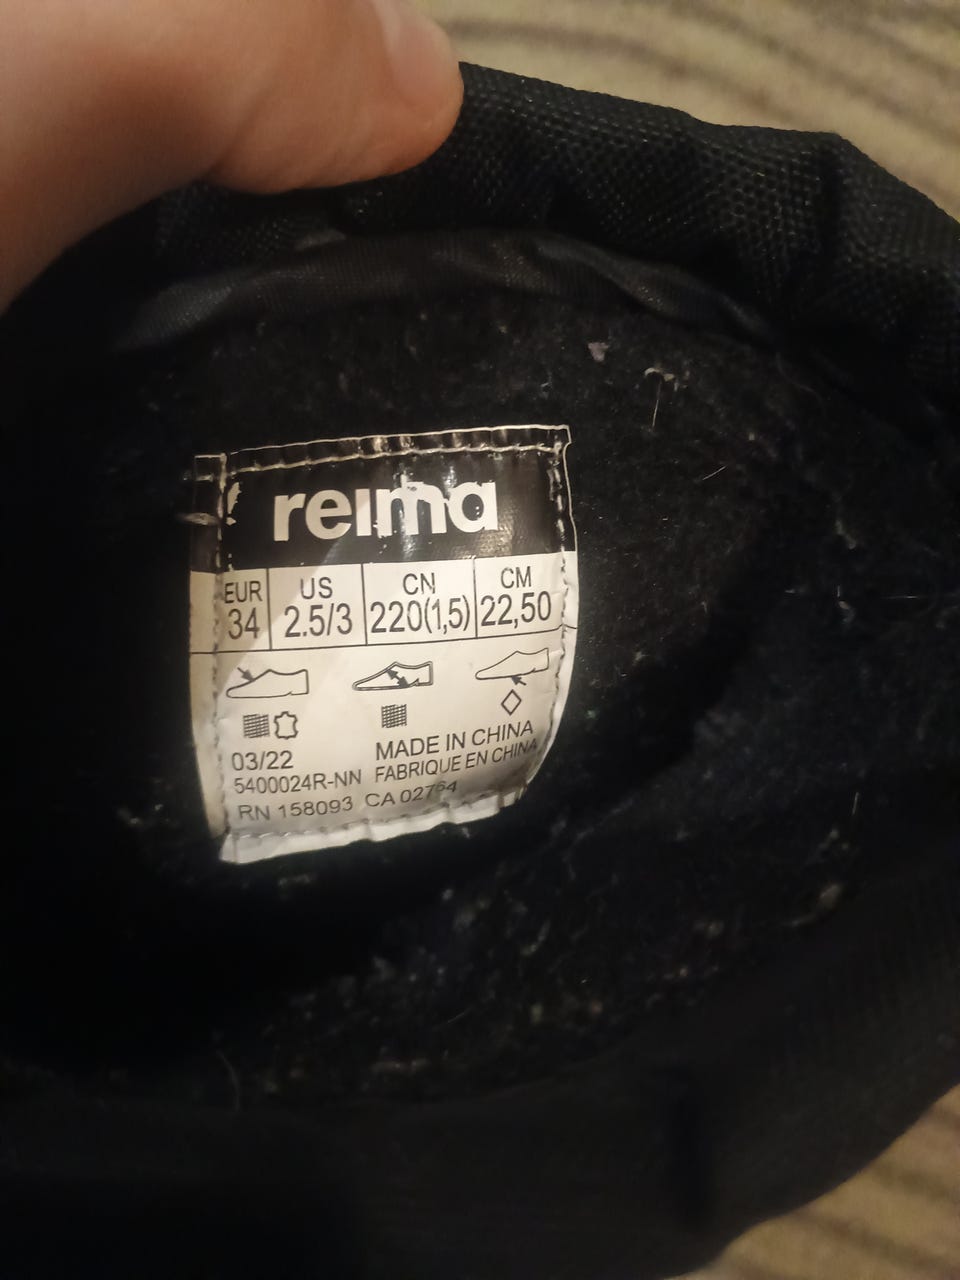 reima
EUR US CN CM
34 2.5/3 220(1,5) 22,50
03/22 MADE IN CHINA
5400024R-NN FABRIQUE EN CHINA
RN 158093 CA 02764